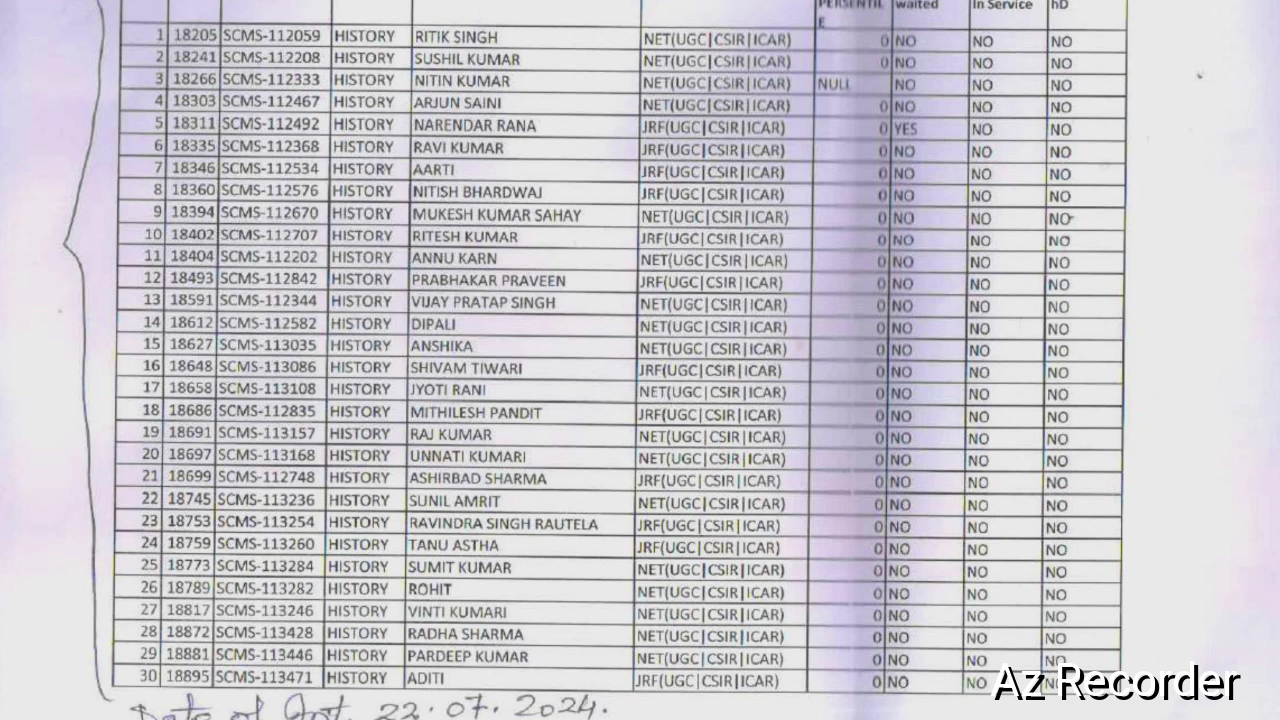 PERSENTIL
E
waited
In Service
hD
1 18205 SCMS-112059 HISTORY RITIK SINGH NET(UGC|CSIR|ICAR) 0 NO NO NO
2 18241 SCMS-112208 HISTORY SUSHIL KUMAR NET(UGC|CSIR|ICAR) 0 NO NO NO
3 18266 SCMS-112333 HISTORY NITIN KUMAR NET(UGC|CSIR|ICAR) NULL NO NO NO
4 18303 SCMS-112467 HISTORY ARJUN SAINI NET(UGC|CSIR|ICAR) 0 NO NO NO
5 18311 SCMS-112492 HISTORY NARENDAR RANA JRF(UGC|CSIR|ICAR) 0 YES NO NO
6 18335 SCMS-112368 HISTORY RAVI KUMAR JRF(UGC|CSIR|ICAR) 0 NO NO NO
7 18346 SCMS-112534 HISTORY AARTI JRF(UGC|CSIR|ICAR) 0 NO NO NO
8 18360 SCMS-112576 HISTORY NITISH BHARDWAJ JRF(UGC|CSIR|ICAR) 0 NO NO NO
9 18394 SCMS-112670 HISTORY MUKESH KUMAR SAHAY NET(UGC|CSIR|ICAR) 0 NO NO NO
10 18402 SCMS-112707 HISTORY RITESH KUMAR JRF(UGC|CSIR|ICAR) 0 NO NO NO
11 18404 SCMS-112202 HISTORY ANNU KARN NET(UGC|CSIR|ICAR) 0 NO NO NO
12 18493 SCMS-112842 HISTORY PRABHAKAR PRAVEEN JRF(UGC|CSIR|ICAR) 0 NO NO NO
13 18591 SCMS-112344 HISTORY VIJAY PRATAP SINGH NET(UGC|CSIR|ICAR) 0 NO NO NO
14 18612 SCMS-112582 HISTORY DIPALI NET(UGC|CSIR|ICAR) 0 NO NO NO
15 18627 SCMS-113035 HISTORY ANSHIKA NET(UGC|CSIR|ICAR) 0 NO NO NO
16 18648 SCMS-113086 HISTORY SHIVAM TIWARI JRF(UGC|CSIR|ICAR) 0 NO NO NO
17 18658 SCMS-113108 HISTORY JYOTI RANI NET(UGC|CSIR|ICAR) 0 NO NO NO
18 18686 SCMS-112835 HISTORY MITHILESH PANDIT JRF(UGC|CSIR|ICAR) 0 NO NO NO
19 18691 SCMS-113157 HISTORY RAJ KUMAR NET(UGC|CSIR|ICAR) 0 NO NO NO
20 18697 SCMS-113168 HISTORY UNNATI KUMARI NET(UGC|CSIR|ICAR) 0 NO NO NO
21 18699 SCMS-112748 HISTORY ASHIRBAD SHARMA JRF(UGC|CSIR|ICAR) 0 NO NO NO
22 18745 SCMS-113236 HISTORY SUNIL AMRIT NET(UGC|CSIR|ICAR) 0 NO NO NO
23 18753 SCMS-113254 HISTORY RAVINDRA SINGH RAUTELA JRF(UGC|CSIR|ICAR) 0 NO NO NO
24 18759 SCMS-113260 HISTORY TANU ASTHA JRF(UGC|CSIR|ICAR) 0 NO NO NO
25 18773 SCMS-113284 HISTORY SUMIT KUMAR NET(UGC|CSIR|ICAR) 0 NO NO NO
26 18789 SCMS-113282 HISTORY ROHIT NET(UGC|CSIR|ICAR) 0 NO NO NO
27 18817 SCMS-113246 HISTORY VINTI KUMARI NET(UGC|CSIR|ICAR) 0 NO NO NO
28 18872 SCMS-113428 HISTORY RADHA SHARMA NET(UGC|CSIR|ICAR) 0 NO NO NO
29 18881 SCMS-113446 HISTORY PARDEEP KUMAR NET(UGC|CSIR|ICAR) 0 NO NO NO
30 18895 SCMS-113471 HISTORY ADITI JRF(UGC|CSIR|ICAR) 0 NO NO
Az Recorder
Date of Int. 22.07.2024.